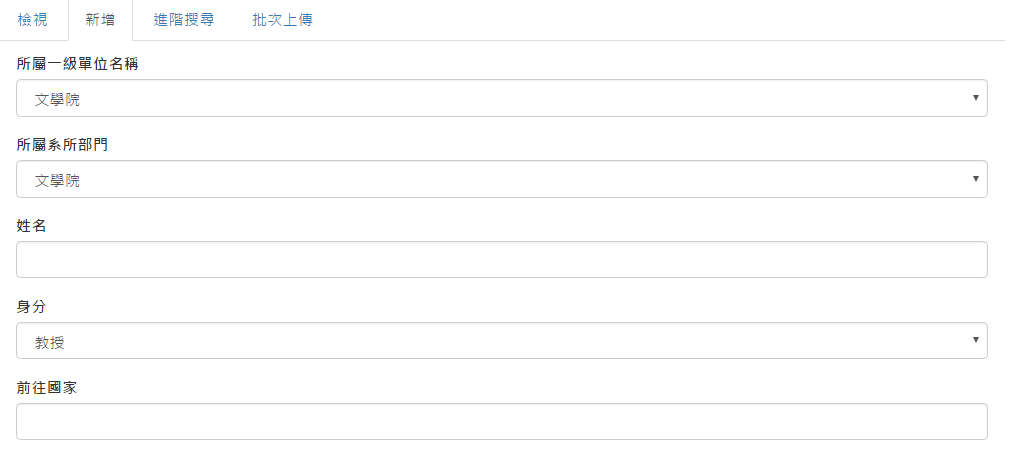 檢視 新增 進階搜尋 批次上傳
所屬一級單位名稱
文學院
所屬系所部門
文學院
姓名
身分
教授
前往國家